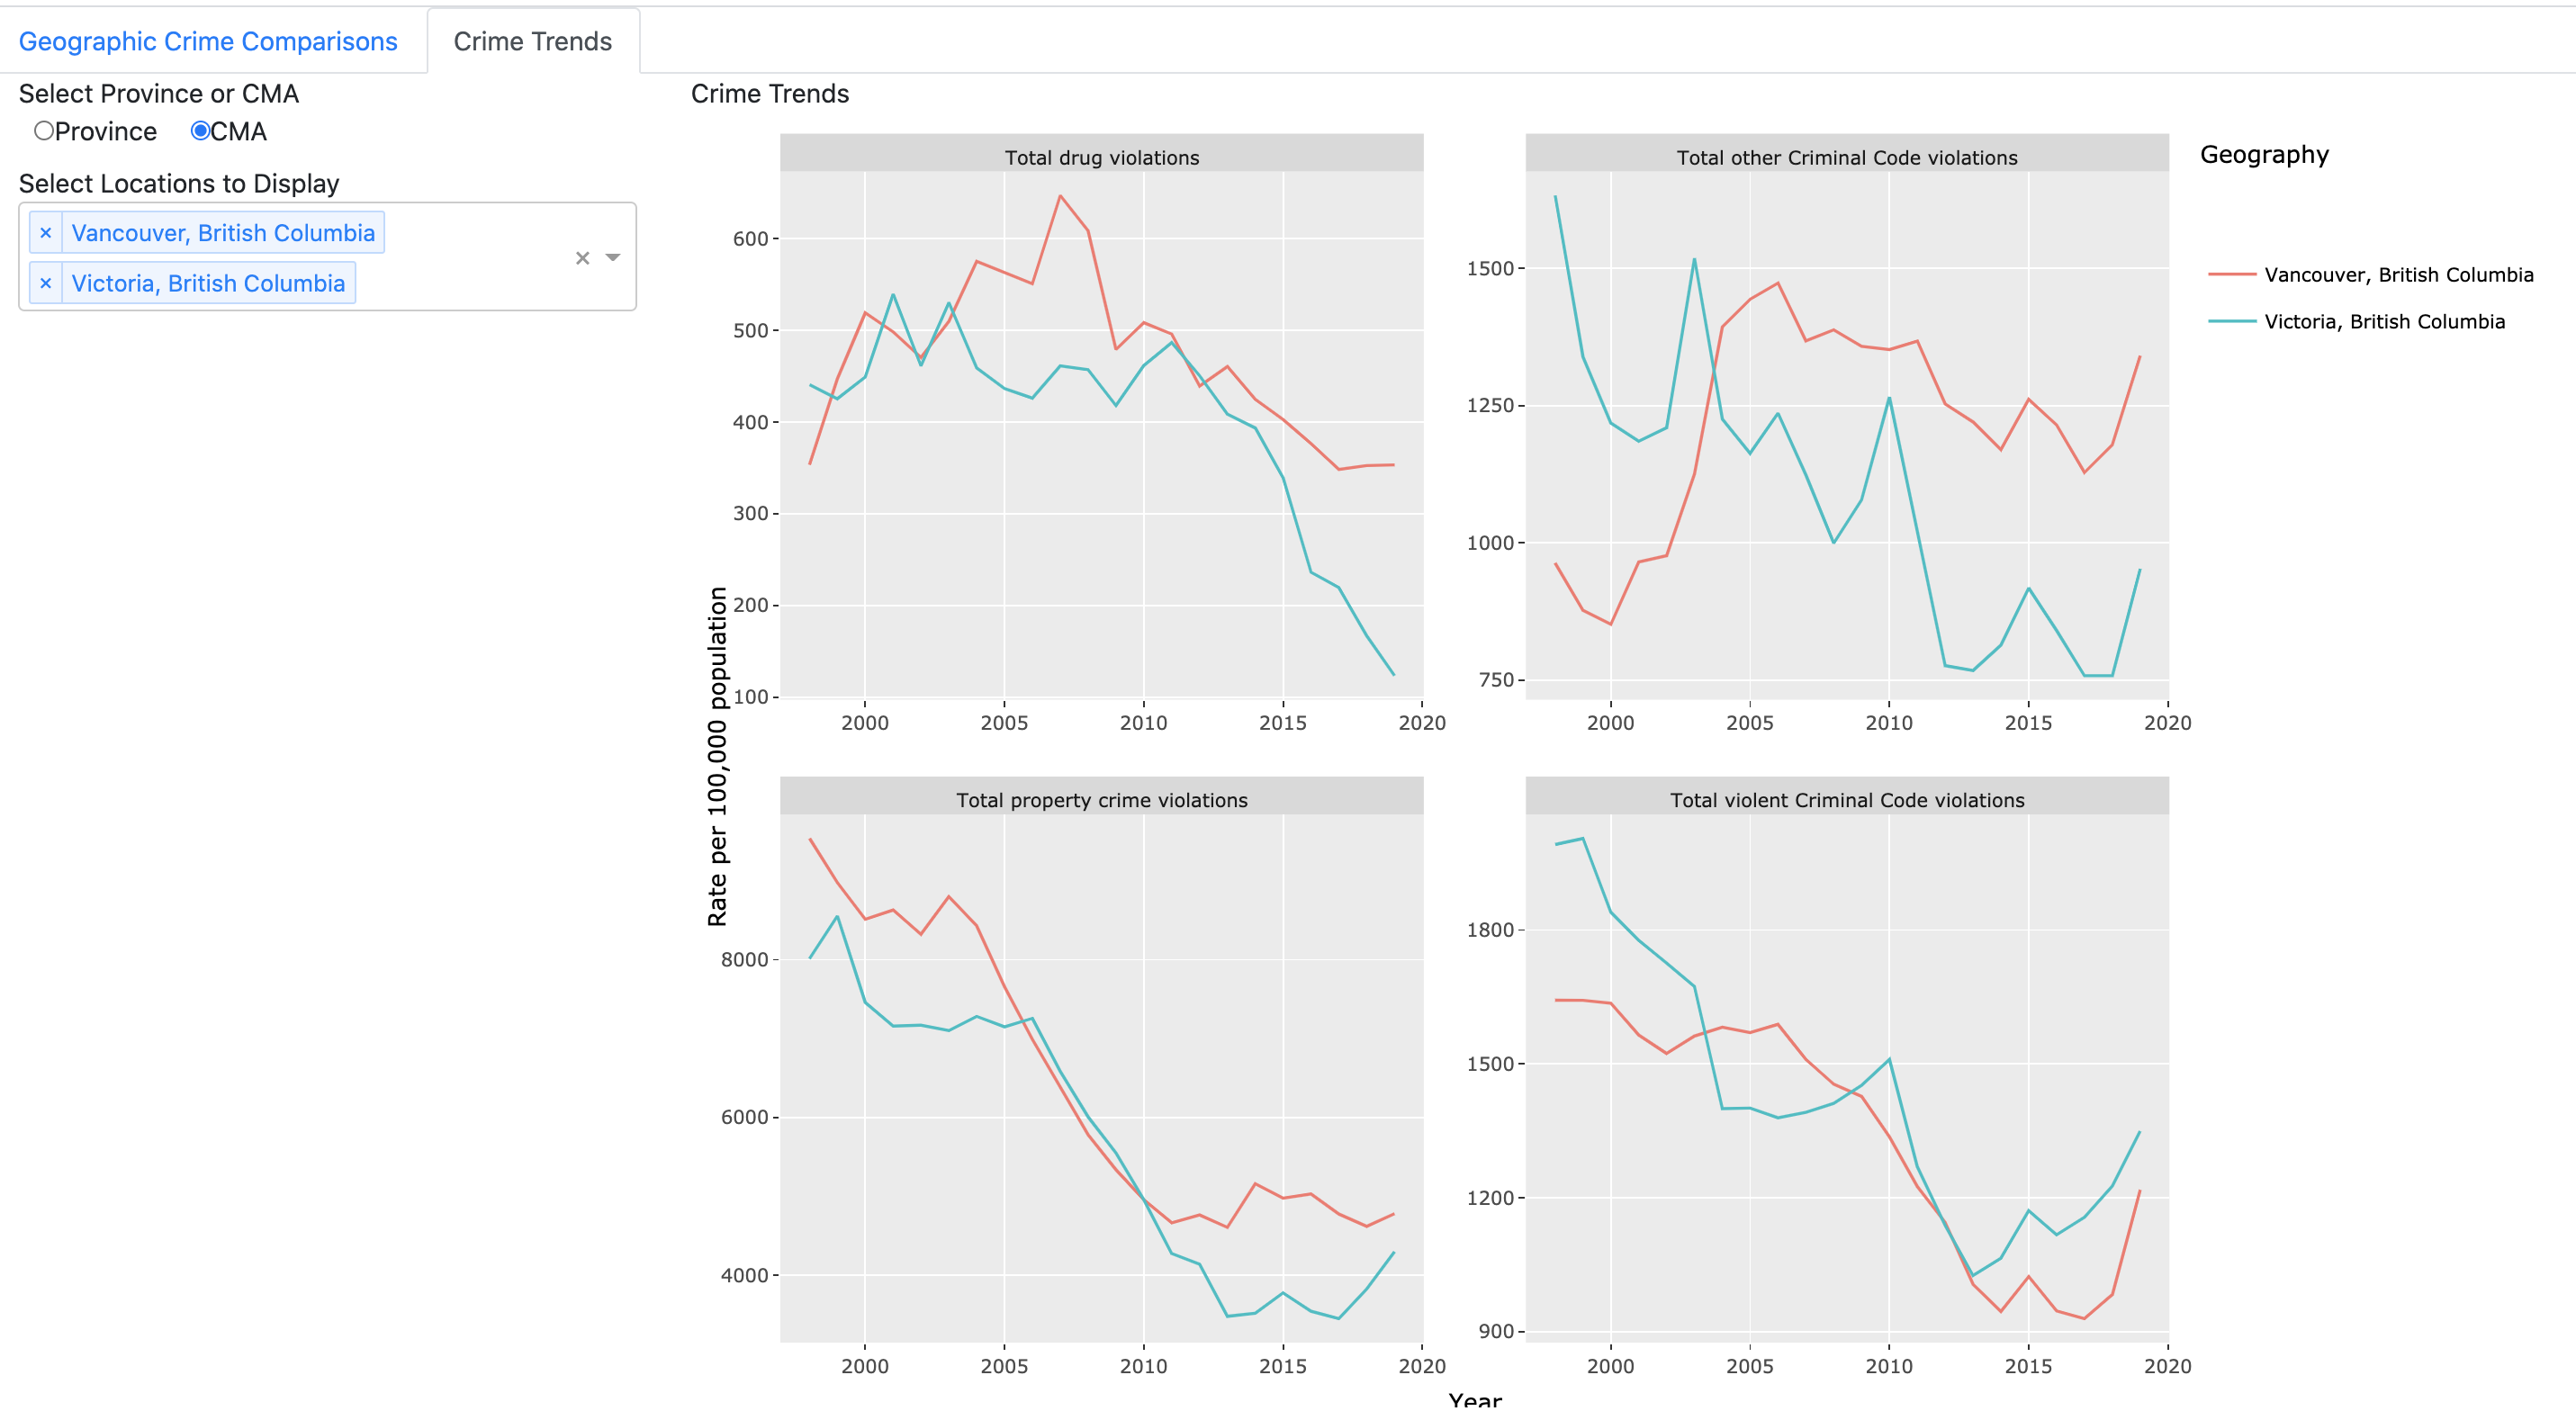 Geographic Crime Comparisons
Crime Trends
Select Province or CMA
Province
CMA
Select Locations to Display
× Vancouver, British Columbia
× Victoria, British Columbia
×
Crime Trends
Total drug violations
600
500
400
300
200
100
2000 2005 2010 2015 2020
Total other Criminal Code violations
1500
1250
1000
750
2000 2005 2010 2015 2020
Geography
Vancouver, British Columbia
Victoria, British Columbia
Rate per 100,000 population
Total property crime violations
8000
6000
4000
2000 2005 2010 2015 2020
Total violent Criminal Code violations
1800
1500
1200
900
2000 2005 2010 2015 2020
Year